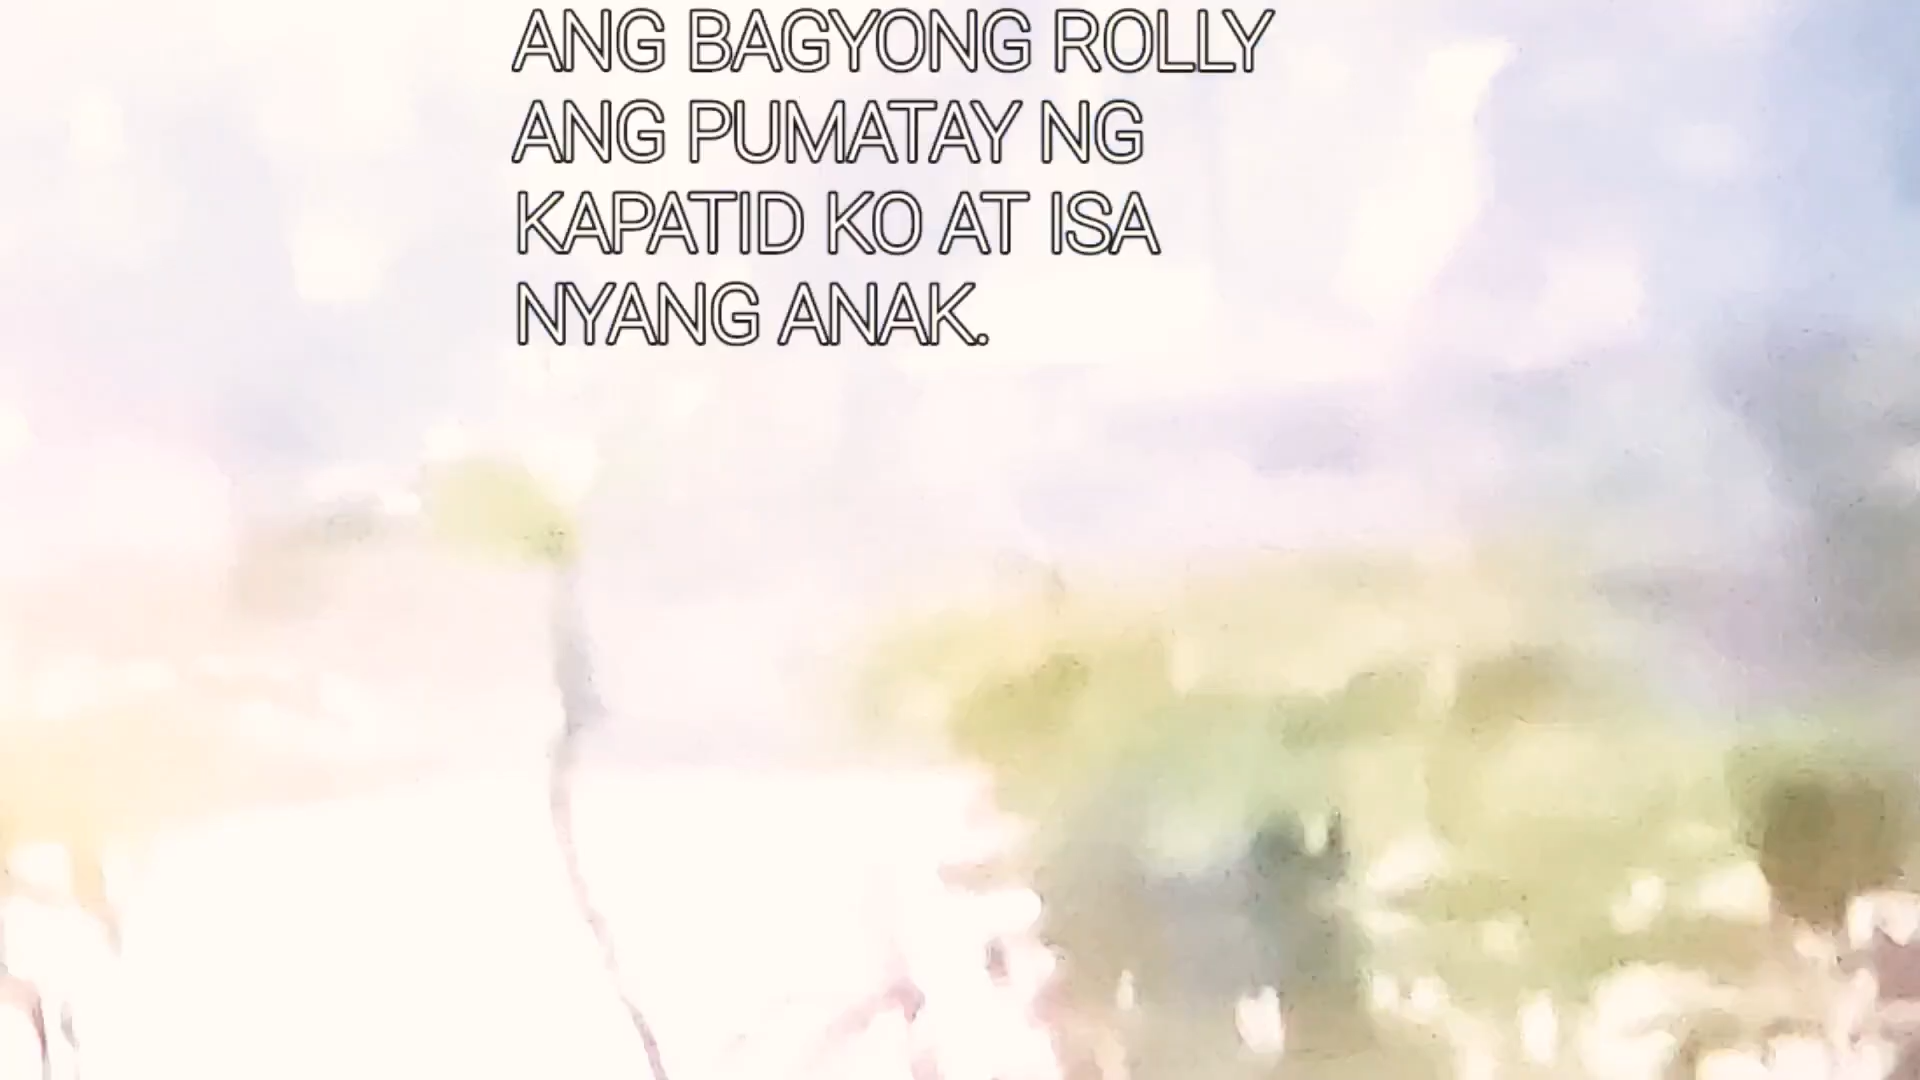 ANG BAGYONG ROLLY
ANG PUMATAY NG
KAPATID KO AT ISA
NYANG ANAK.